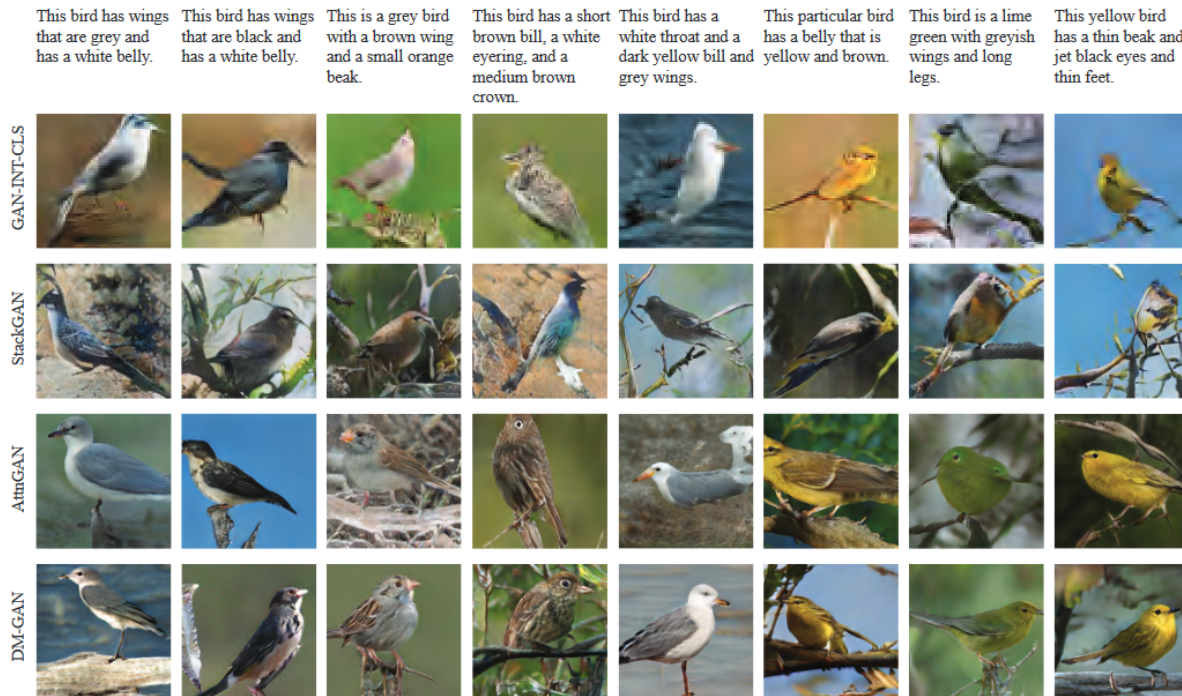 This bird has wings
that are grey and
has a white belly.
This bird has wings
that are black and
has a white belly.
This is a grey bird
with a brown wing
and a small orange
beak.
This bird has a short
brown bill, a white
eyering, and a
medium brown
crown.
This bird has a
white throat and a
dark yellow bill and
grey wings.
This particular bird
has a belly that is
yellow and brown.
This bird is a lime
green with greyish
wings and long
legs.
This yellow bird
has a thin beak and
jet black eyes and
thin feet.
GAN-INT-CLS
StackGAN
AttnGAN
DM-GAN